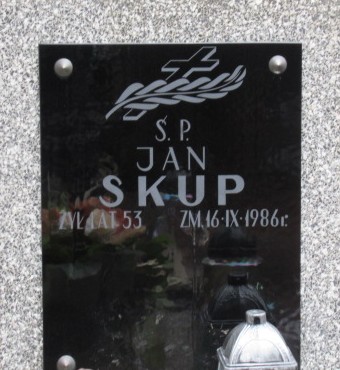 Ś.P.
JAN
SKUP
ŻYŁ LAT 53 ZM.16·IX·1986r.